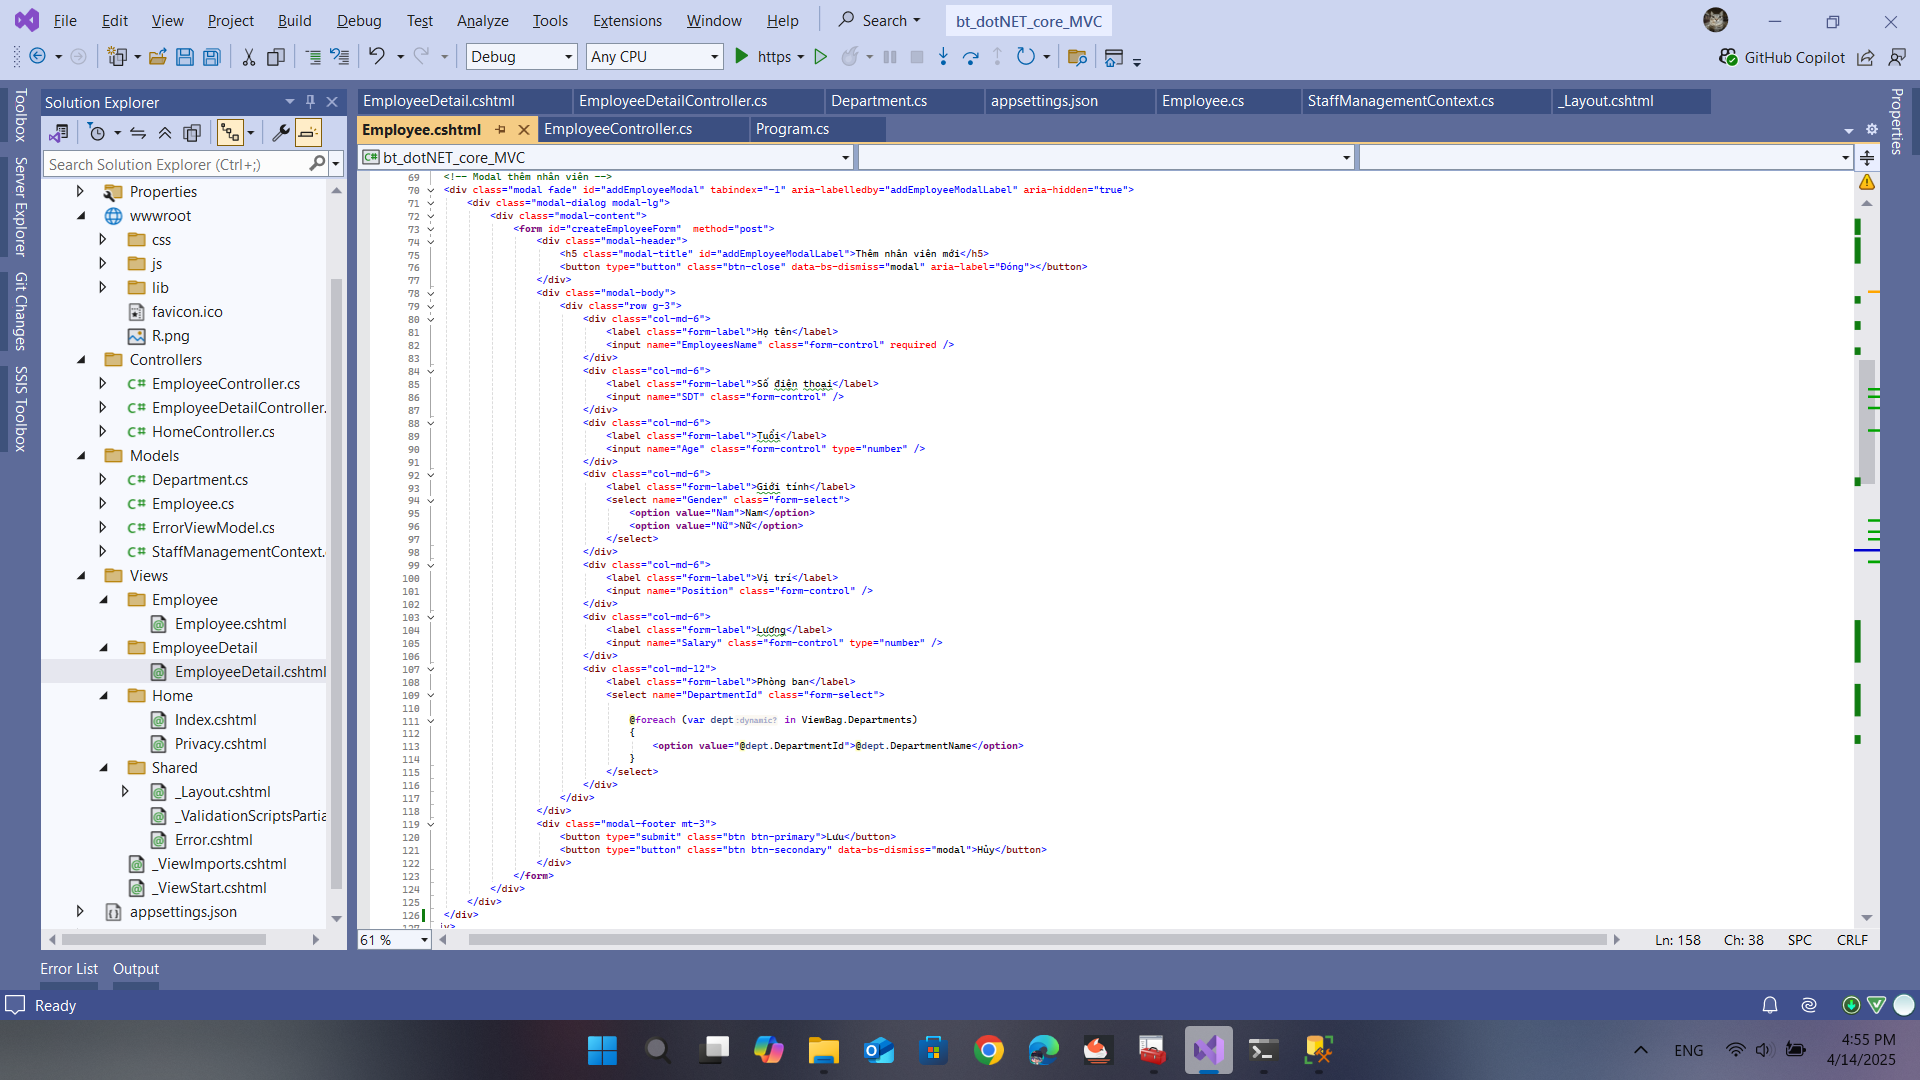 File Edit View Project Build Debug Test Analyze Tools Extensions Window Help Search bt_dotNET_core_MVC
Debug Any CPU https GitHub Copilot
Toolbox
Server Explorer
Git Changes
SSIS Toolbox
Solution Explorer
Search Solution Explorer (Ctrl+;)
Properties
wwwroot
css
js
lib
favicon.ico
R.png
Controllers
C# EmployeeController.cs
C# EmployeeDetailController.
C# HomeController.cs
Models
C# Department.cs
C# Employee.cs
C# ErrorViewModel.cs
C# StaffManagementContext.
Views
Employee
Employee.cshtml
EmployeeDetail
EmployeeDetail.cshtml
Home
Index.cshtml
Privacy.cshtml
Shared
_Layout.cshtml
_ValidationScriptsPartia
Error.cshtml
_ViewImports.cshtml
_ViewStart.cshtml
appsettings.json
EmployeeDetail.cshtml EmployeeDetailController.cs Department.cs appsettings.json Employee.cs StaffManagementContext.cs _Layout.cshtml
Employee.cshtml EmployeeController.cs Program.cs
C# bt_dotNET_core_MVC
69 <!-- Modal thêm nhân viên -->
70 <div class="modal fade" id="addEmployeeModal" tabindex="-1" aria-labelledby="addEmployeeModalLabel" aria-hidden="true">
71 <div class="modal-dialog modal-lg">
72 <div class="modal-content">
73 <form id="createEmployeeForm" method="post">
74 <div class="modal-header">
75 <h5 class="modal-title" id="addEmployeeModalLabel">Thêm nhân viên mới</h5>
76 <button type="button" class="btn-close" data-bs-dismiss="modal" aria-label="Đóng"></button>
77 </div>
78 <div class="modal-body">
79 <div class="row g-3">
80 <div class="col-md-6">
81 <label class="form-label">Họ tên</label>
82 <input name="EmployeesName" class="form-control" required />
83 </div>
84 <div class="col-md-6">
85 <label class="form-label">Số điện thoại</label>
86 <input name="SDT" class="form-control" />
87 </div>
88 <div class="col-md-6">
89 <label class="form-label">Tuổi</label>
90 <input name="Age" class="form-control" type="number" />
91 </div>
92 <div class="col-md-6">
93 <label class="form-label">Giới tính</label>
94 <select name="Gender" class="form-select">
95 <option value="Nam">Nam</option>
96 <option value="Nữ">Nữ</option>
97 </select>
98 </div>
99 <div class="col-md-6">
100 <label class="form-label">Vị trí</label>
101 <input name="Position" class="form-control" />
102 </div>
103 <div class="col-md-6">
104 <label class="form-label">Lương</label>
105 <input name="Salary" class="form-control" type="number" />
106 </div>
107 <div class="col-md-12">
108 <label class="form-label">Phòng ban</label>
109 <select name="DepartmentId" class="form-select">
110
111 @foreach (var dept:dynamic? in ViewBag.Departments)
112 {
113 <option value="@dept.DepartmentId">@dept.DepartmentName</option>
114 }
115 </select>
116 </div>
117 </div>
118 </div>
119 <div class="modal-footer mt-3">
120 <button type="submit" class="btn btn-primary">Lưu</button>
121 <button type="button" class="btn btn-secondary" data-bs-dismiss="modal">Hủy</button>
122 </div>
123 </form>
124 </div>
125 </div>
126 </div>
61 % Ln: 158 Ch: 38 SPC CRLF
Properties
Error List Output
Ready
ENG
4:55 PM
4/14/2025